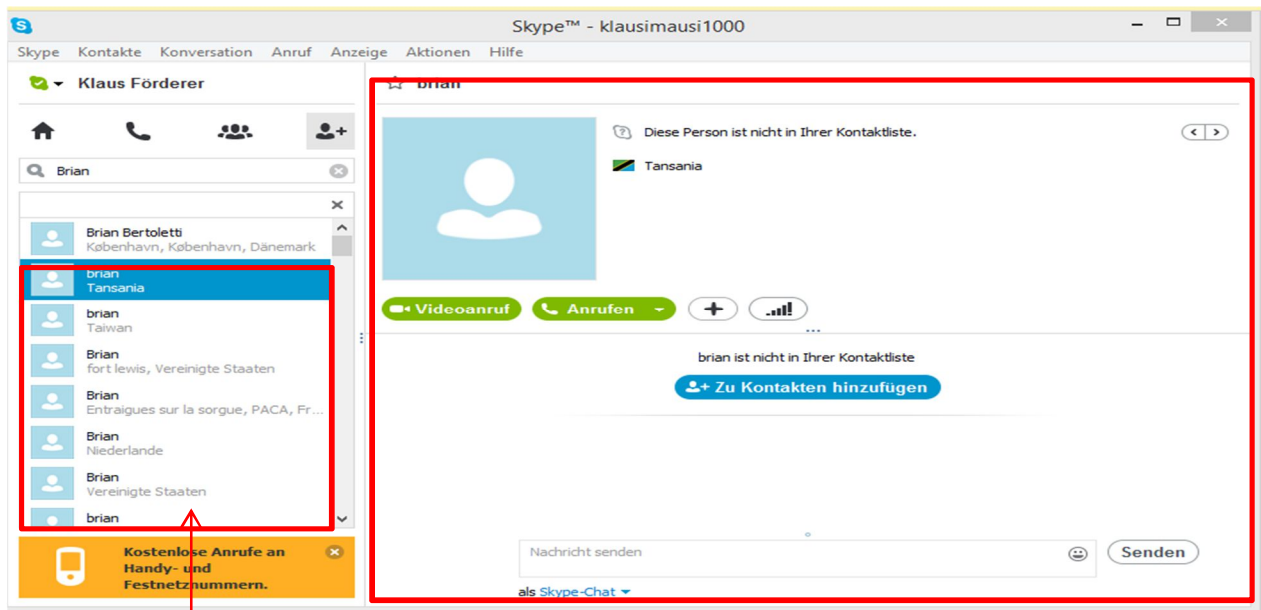 Skype™ - klausimausi1000
Skype Kontakte Konversation Anruf Anzeige Aktionen Hilfe
Klaus Förderer
Brian
Brian Bertoletti
København, København, Dänemark
brian
Tansania
brian
Taiwan
Brian
fort lewis, Vereinigte Staaten
Brian
Entraigues sur la sorgue, PACA, Fr...
Brian
Niederlande
Brian
Vereinigte Staaten
brian
Kostenlose Anrufe an
Handy- und
Festnetznummern.
brian
Diese Person ist nicht in Ihrer Kontaktliste.
Tansania
Videoanruf Anrufen
brian ist nicht in Ihrer Kontaktliste
Zu Kontakten hinzufügen
Nachricht senden
Senden
als Skype-Chat